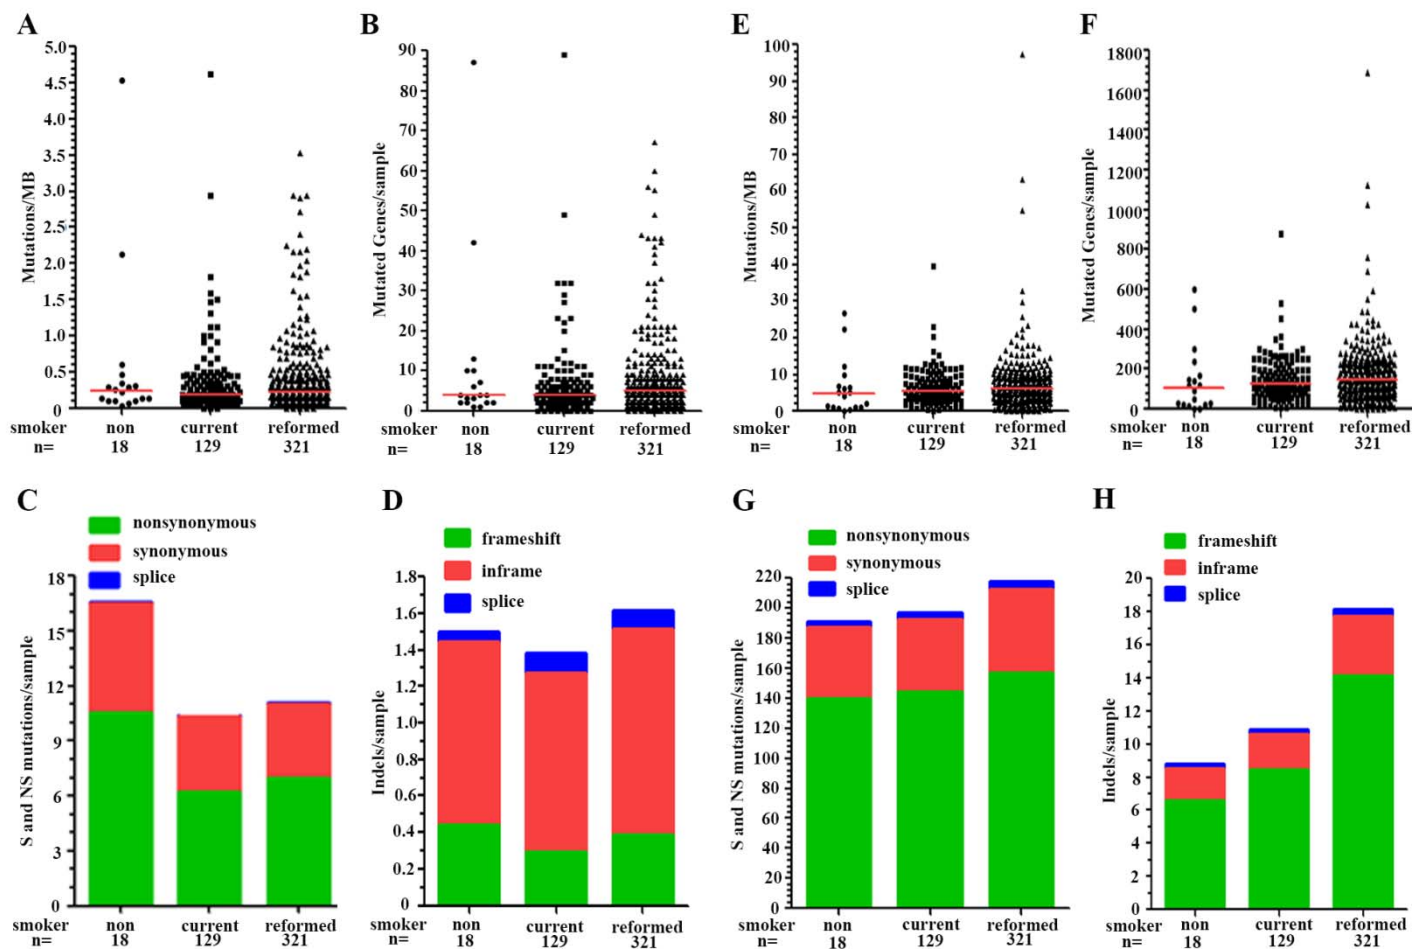 A
Mutations/MB
5.0
4.5
4.0
3.5
3.0
2.5
2.0
1.5
1.0
0.5
0
smoker non current reformed
n= 18 129 321
B
Mutated Genes/sample
90
80
70
60
50
40
30
20
10
0
smoker non current reformed
n= 18 129 321
E
Mutations/MB
100
90
80
70
60
50
40
30
20
10
0
smoker non current reformed
n= 18 129 321
F
Mutated Genes/sample
1800
1600
1400
1200
1000
800
600
400
200
0
smoker non current reformed
n= 18 129 321
C
nonsynonymous
synonymous
splice
S and NS mutations/sample
18
15
12
9
6
3
0
smoker non current reformed
n= 18 129 321
D
frameshift
inframe
splice
Indels/sample
1.8
1.6
1.4
1.2
1.0
0.8
0.6
0.4
0.2
0
smoker non current reformed
n= 18 129 321
G
nonsynonymous
synonymous
splice
S and NS mutations/sample
220
200
180
160
140
120
100
80
60
40
20
0
smoker non current reformed
n= 18 129 321
H
frameshift
inframe
splice
Indels/sample
20
18
16
14
12
10
8
6
4
2
0
smoker non current reformed
n= 18 129 321